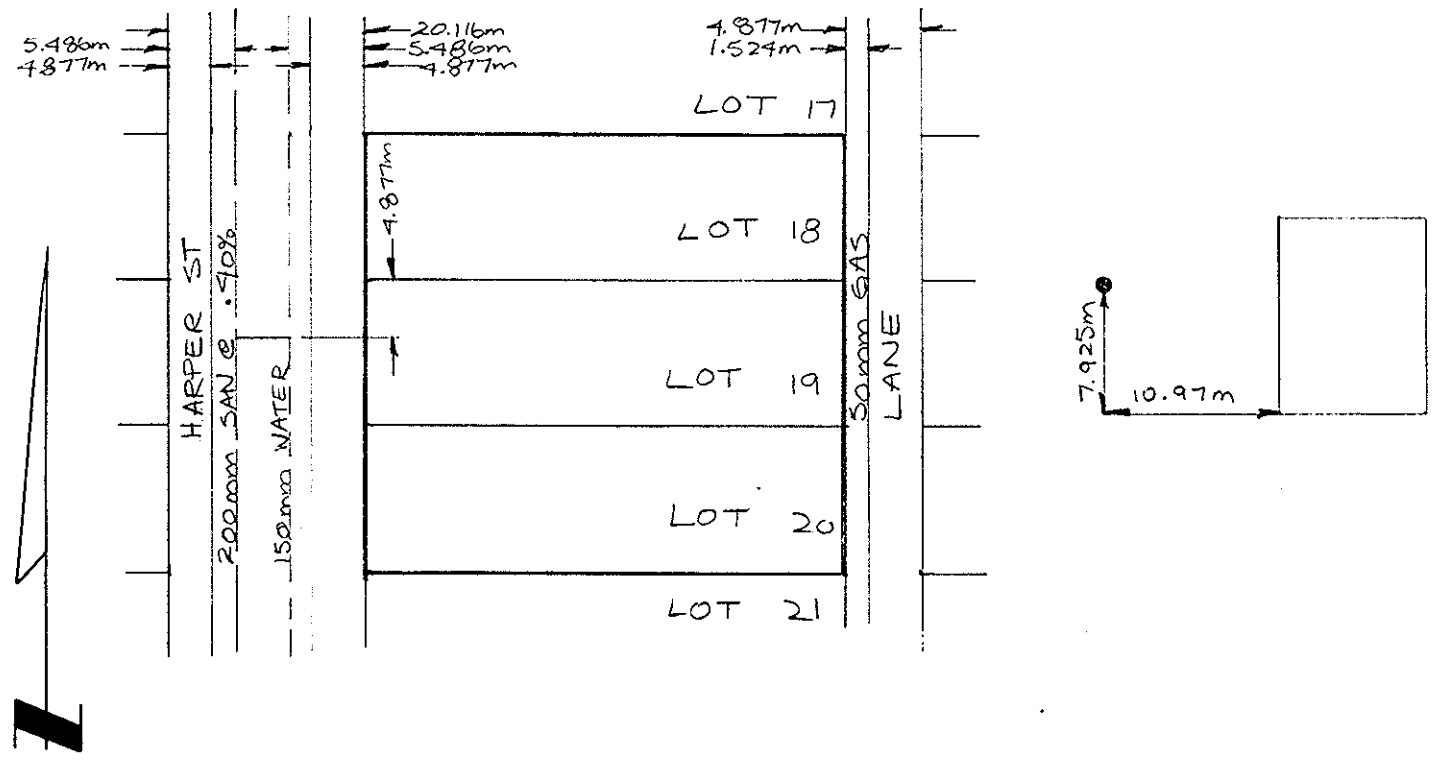 20.116m
4.877m
5.486m
5.486m
1.524m
4.877m
4.877m
LOT 17
4.877m
LOT 18
HARPER ST
200mm SAN @ .40%
150mm WATER
50mm GAS
LANE
LOT 19
7.925m
10.97m
LOT 20
LOT 21
N